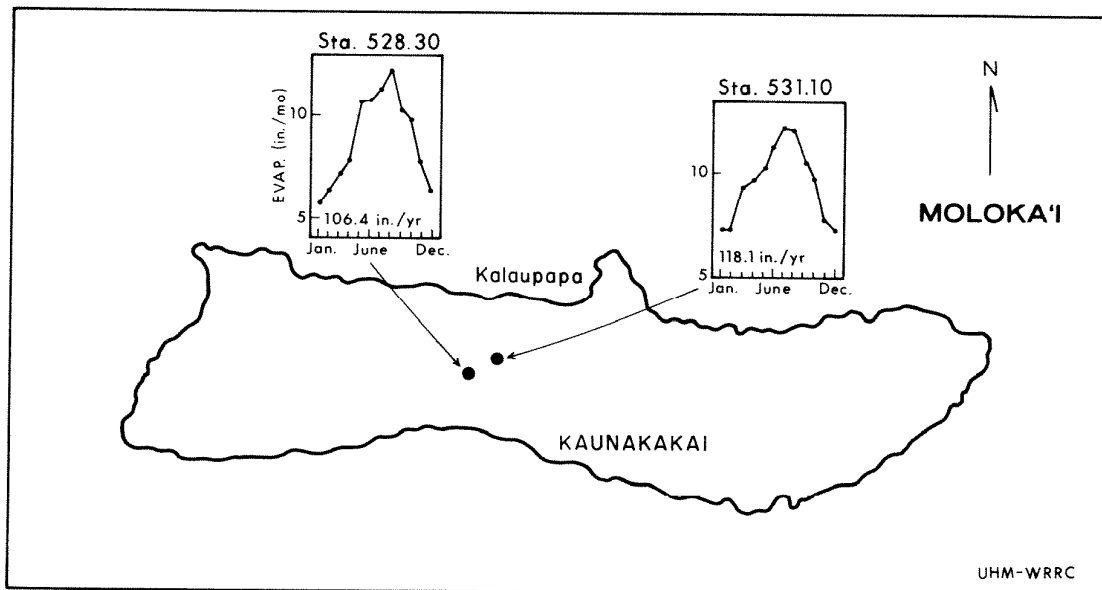 Sta. 528.30
EVAP. (in./mo)
10
5
106.4 in./yr
Jan. June Dec.
Sta. 531.10
10
5
118.1 in./yr
Jan. June Dec.
N
MOLOKA'I
Kalaupapa
KAUNAKAKAI
UHM-WRRC